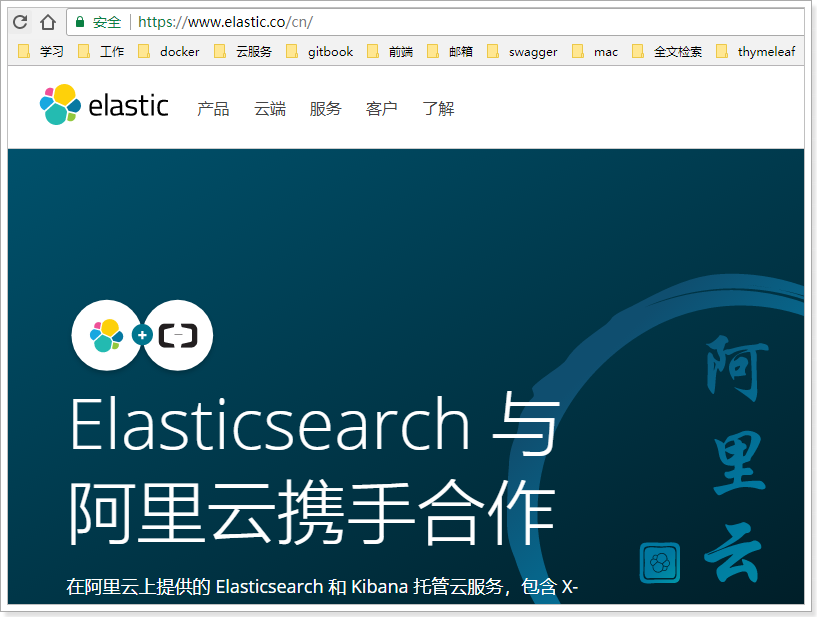 安全 https://www.elastic.co/cn/
学习 工作 docker 云服务 gitbook 前端 邮箱 swagger mac 全文检索 thymeleaf
elastic 产品 云端 服务 客户 了解
Elasticsearch 与
阿里云携手合作
在阿里云上提供的 Elasticsearch 和 Kibana 托管云服务，包含 X-
阿
里
云